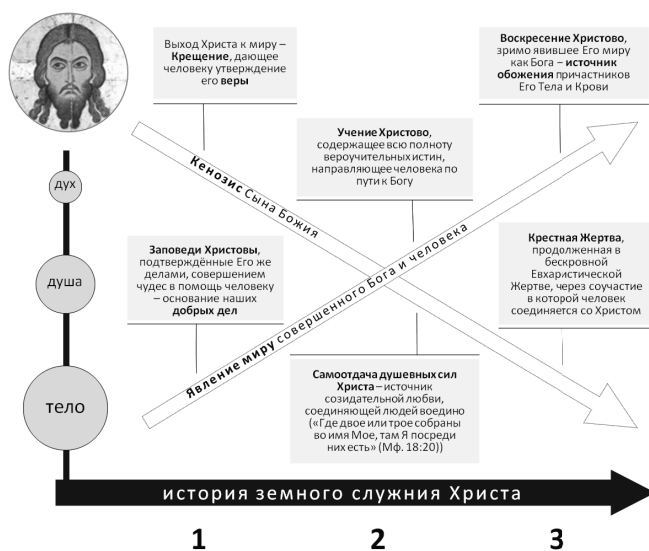 Выход Христа к миру –
Крещение, дающее
человеку утверждение
его веры
Воскресение Христово,
зримо явившее Его миру
как Бога – источник
обожения причастников
Его Тела и Крови
Учение Христово,
содержащее всю полноту
вероучительных истин,
направляющее человека по
пути к Богу
Кенозис Сына Божия
дух
душа
тело
Заповеди Христовы,
подтверждённые Его же
делами, совершением
чудес в помощь человеку
– основание наших
добрых дел
Явление миру совершенного Бога и человека
Крестная Жертва,
продолженная в
бескровной
Евхаристической
Жертве, через соучастие
в которой человек
соединяется со Христом
Самоотдача душевных сил
Христа – источник
созидательной любви,
соединяющей людей воедино
(«Где двое или трое собраны
во имя Мое, там Я посреди
них есть» (Мф. 18:20))
история земного служния Христа
1 2 3